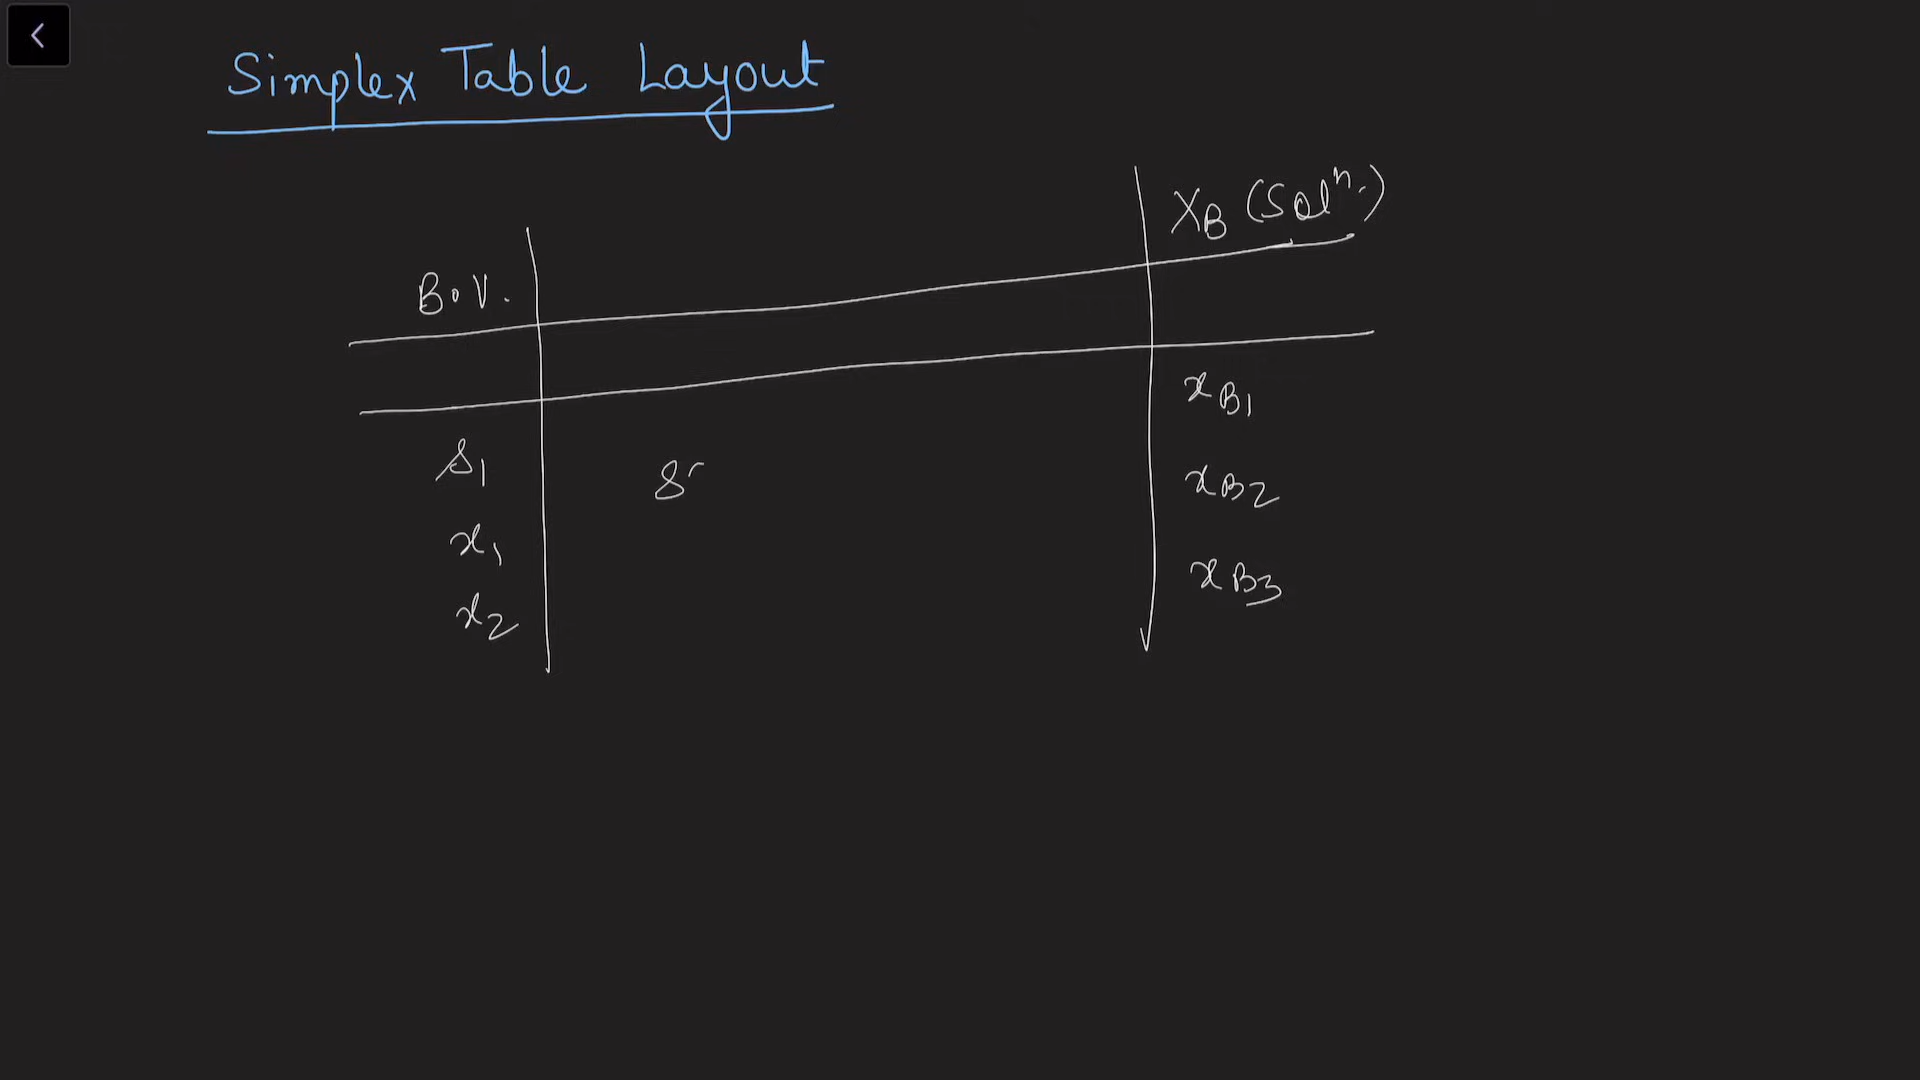 Simplex Table Layout
B.V. X_B (Solⁿ.)
s₁ x_B1
x₁ x_B2
x₂ x_B3